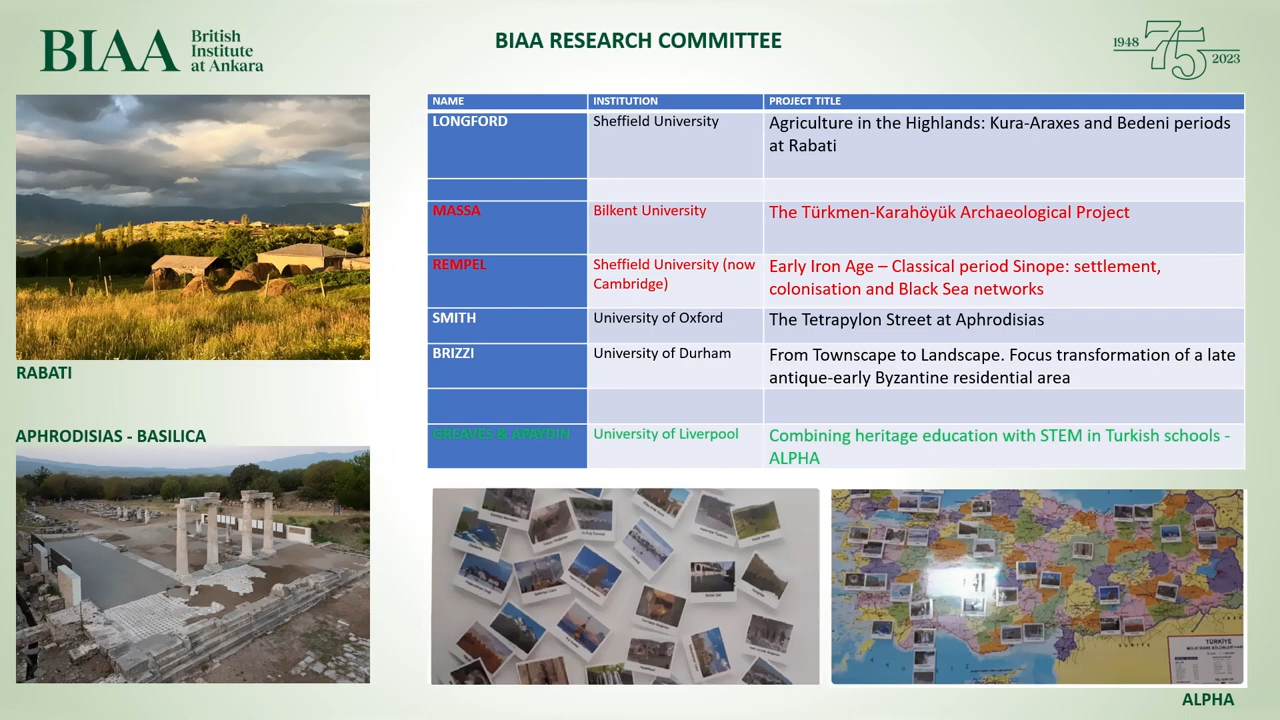 BIAA
British
Institute
at Ankara
BIAA RESEARCH COMMITTEE
1948 75 2023
NAME INSTITUTION PROJECT TITLE
LONGFORD Sheffield University Agriculture in the Highlands: Kura-Araxes and Bedeni periods
at Rabati
MASSA Bilkent University The Türkmen-Karahöyük Archaeological Project
REMPEL Sheffield University (now Early Iron Age – Classical period Sinope: settlement,
Cambridge) colonisation and Black Sea networks
SMITH University of Oxford The Tetrapylon Street at Aphrodisias
BRIZZI University of Durham From Townscape to Landscape. Focus transformation of a late
antique-early Byzantine residential area
GREAVES & APAYDIN University of Liverpool Combining heritage education with STEM in Turkish schools -
ALPHA
RABATI
APHRODISIAS - BASILICA
TÜRKİYE
ALPHA